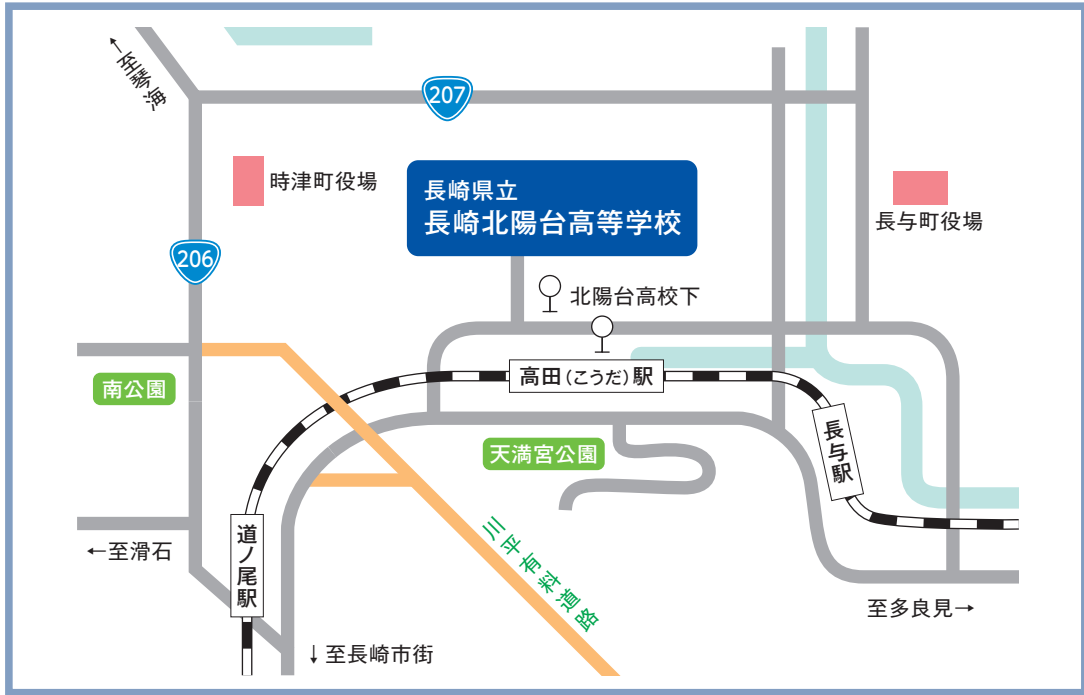 ←至琴海
207
時津町役場
長崎県立
長崎北陽台高等学校
長与町役場
206
北陽台高校下
高田(こうだ)駅
南公園
長与駅
天満宮公園
道ノ尾駅
←至滑石
川平有料道路
至多良見→
↓至長崎市街